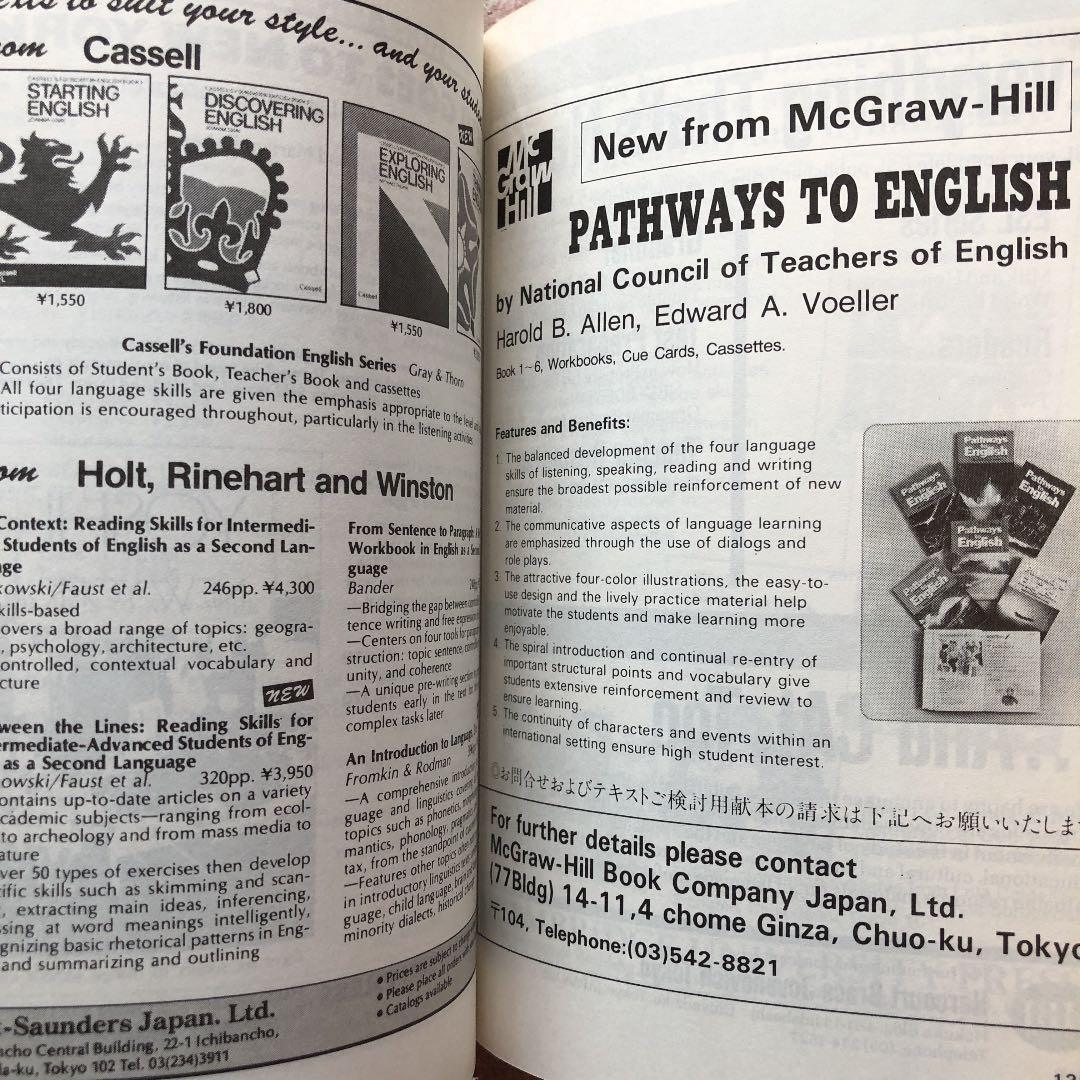 to suit your style... and your
Cassell
STARTING
ENGLISH
DISCOVERING
ENGLISH
EXPLORING
ENGLISH
Cassell
Cassell
¥1,550
¥1,800
¥1,550
Cassell's Foundation English Series Gray & Thorn
Consists of Student's Book, Teacher's Book and cassettes
All four language skills are given the emphasis appropriate to the level
ticipation is encouraged throughout, particularly in the listening activities
om Holt, Rinehart and Winston
Context: Reading Skills for Intermedi-
Students of English as a Second Lan-
ge
kowski/Faust et al. 246pp. ¥4,300
kills-based
overs a broad range of topics: geogra-
, psychology, architecture, etc.
ontrolled, contextual vocabulary and
cture
NEW
ween the Lines: Reading Skills for
ermediate-Advanced Students of Eng-
as a Second Language
owski/Faust et al. 320pp. ¥3,950
ontains up-to-date articles on a variety
cademic subjects—ranging from ecol-
to archeology and from mass media to
ature
ver 50 types of exercises then develop
ific skills such as skimming and scan-
, extracting main ideas, inferencing,
ssing at word meanings intelligently,
gnizing basic rhetorical patterns in Eng-
and summarizing and outlining
From Sentence to Paragraph: A
Workbook in English as a Second
guage
Bander
—Bridging the gap between
tence writing and free expression
—Centers on four tools for paragraph
struction: topic sentence,
unity, and coherence
—A unique pre-writing section
students early in the text for
complex tasks later
An Introduction to Language,
Fromkin & Rodman
—A comprehensive introduction
guage and linguistics covering
topics such as phonetics,
mantics, phonology, pragmatics,
tax, from the standpoint of
—Features other topics often
in introductory linguistics
guage, child language, brain and
minority dialects, historical change
● Prices are subject to change
● Please place all orders with
● Catalogs available
t-Saunders Japan. Ltd.
cho Central Building, 22-1 Ichibancho,
a-ku, Tokyo 102 Tel. 03(234)3911
Mc
Graw
Hill
New from McGraw-Hill
PATHWAYS TO ENGLISH
by National Council of Teachers of English
Harold B. Allen, Edward A. Voeller
Book 1~6, Workbooks, Cue Cards, Cassettes.
Features and Benefits:
1. The balanced development of the four language
skills of listening, speaking, reading and writing
ensure the broadest possible reinforcement of new
material.
2. The communicative aspects of language learning
are emphasized through the use of dialogs and
role plays.
3. The attractive four-color illustrations, the easy-to-
use design and the lively practice material help
motivate the students and make learning more
enjoyable.
4. The spiral introduction and continual re-entry of
important structural points and vocabulary give
students extensive reinforcement and review to
ensure learning.
5. The continuity of characters and events within an
international setting ensure high student interest.
Pathways
to
English
Pathways
to
English
Pathways
to
English
Pathways
to
English
◎お問合せおよびテキストご検討用献本の請求は下記へお願いいたしま
For further details please contact
McGraw-Hill Book Company Japan, Ltd.
(77Bldg) 14-11,4 chome Ginza, Chuo-ku, Tokyo
〒104, Telephone:(03)542-8821